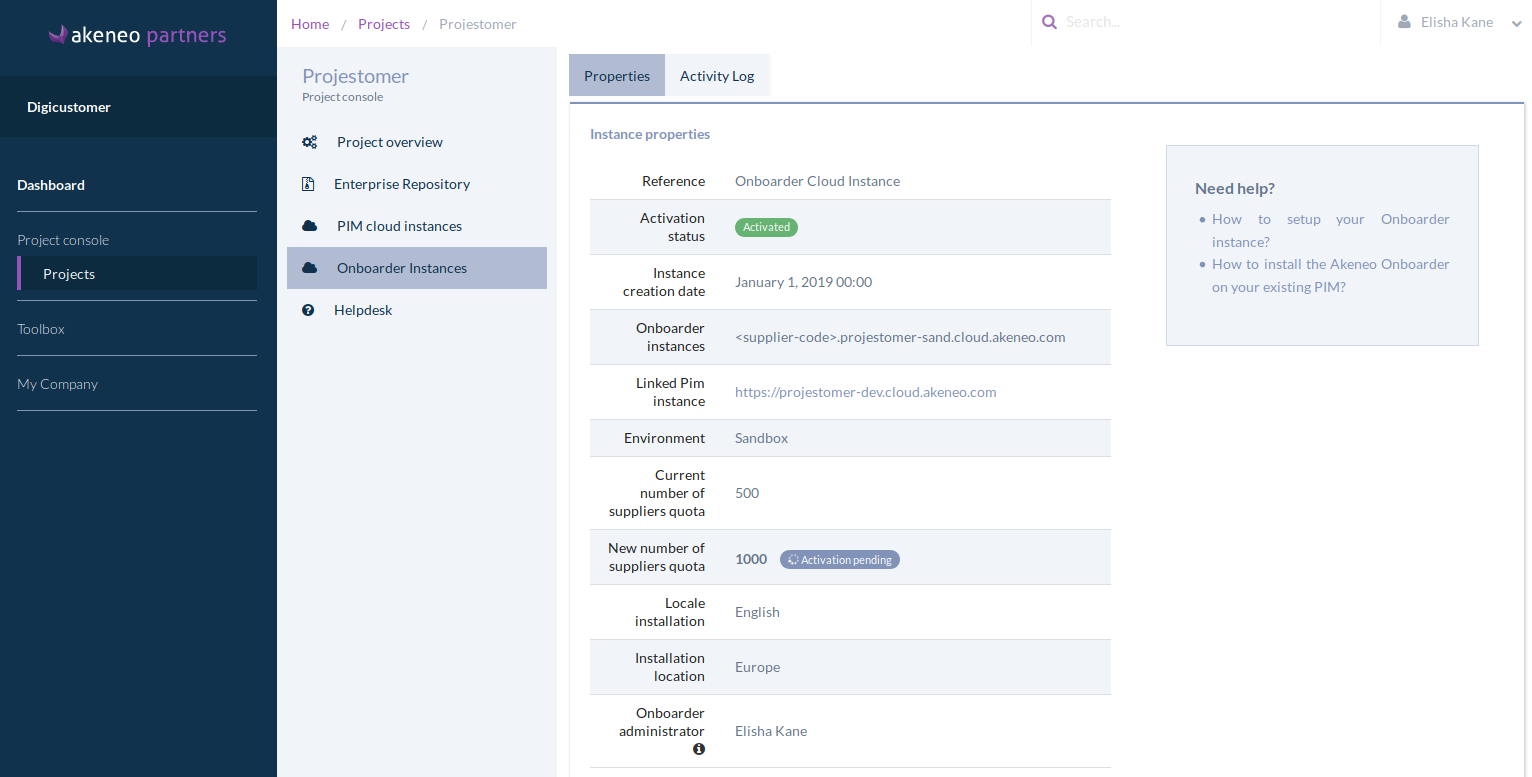 akeneo partners
Digicustomer
Dashboard
Project console
Projects
Toolbox
My Company
Home / Projects / Projestomer
Search...
Elisha Kane
Projestomer
Project console
Project overview
Enterprise Repository
PIM cloud instances
Onboarder Instances
Helpdesk
Properties
Activity Log
Instance properties
Reference
Onboarder Cloud Instance
Activation
status
Activated
Instance
creation date
January 1, 2019 00:00
Onboarder
instances
<supplier-code>.projestomer-sand.cloud.akeneo.com
Linked Pim
instance
https://projestomer-dev.cloud.akeneo.com
Environment
Sandbox
Current
number of
suppliers quota
500
New number of
suppliers quota
1000 Activation pending
Locale
installation
English
Installation
location
Europe
Onboarder
administrator
Elisha Kane
Need help?
• How to setup your Onboarder
instance?
• How to install the Akeneo Onboarder
on your existing PIM?